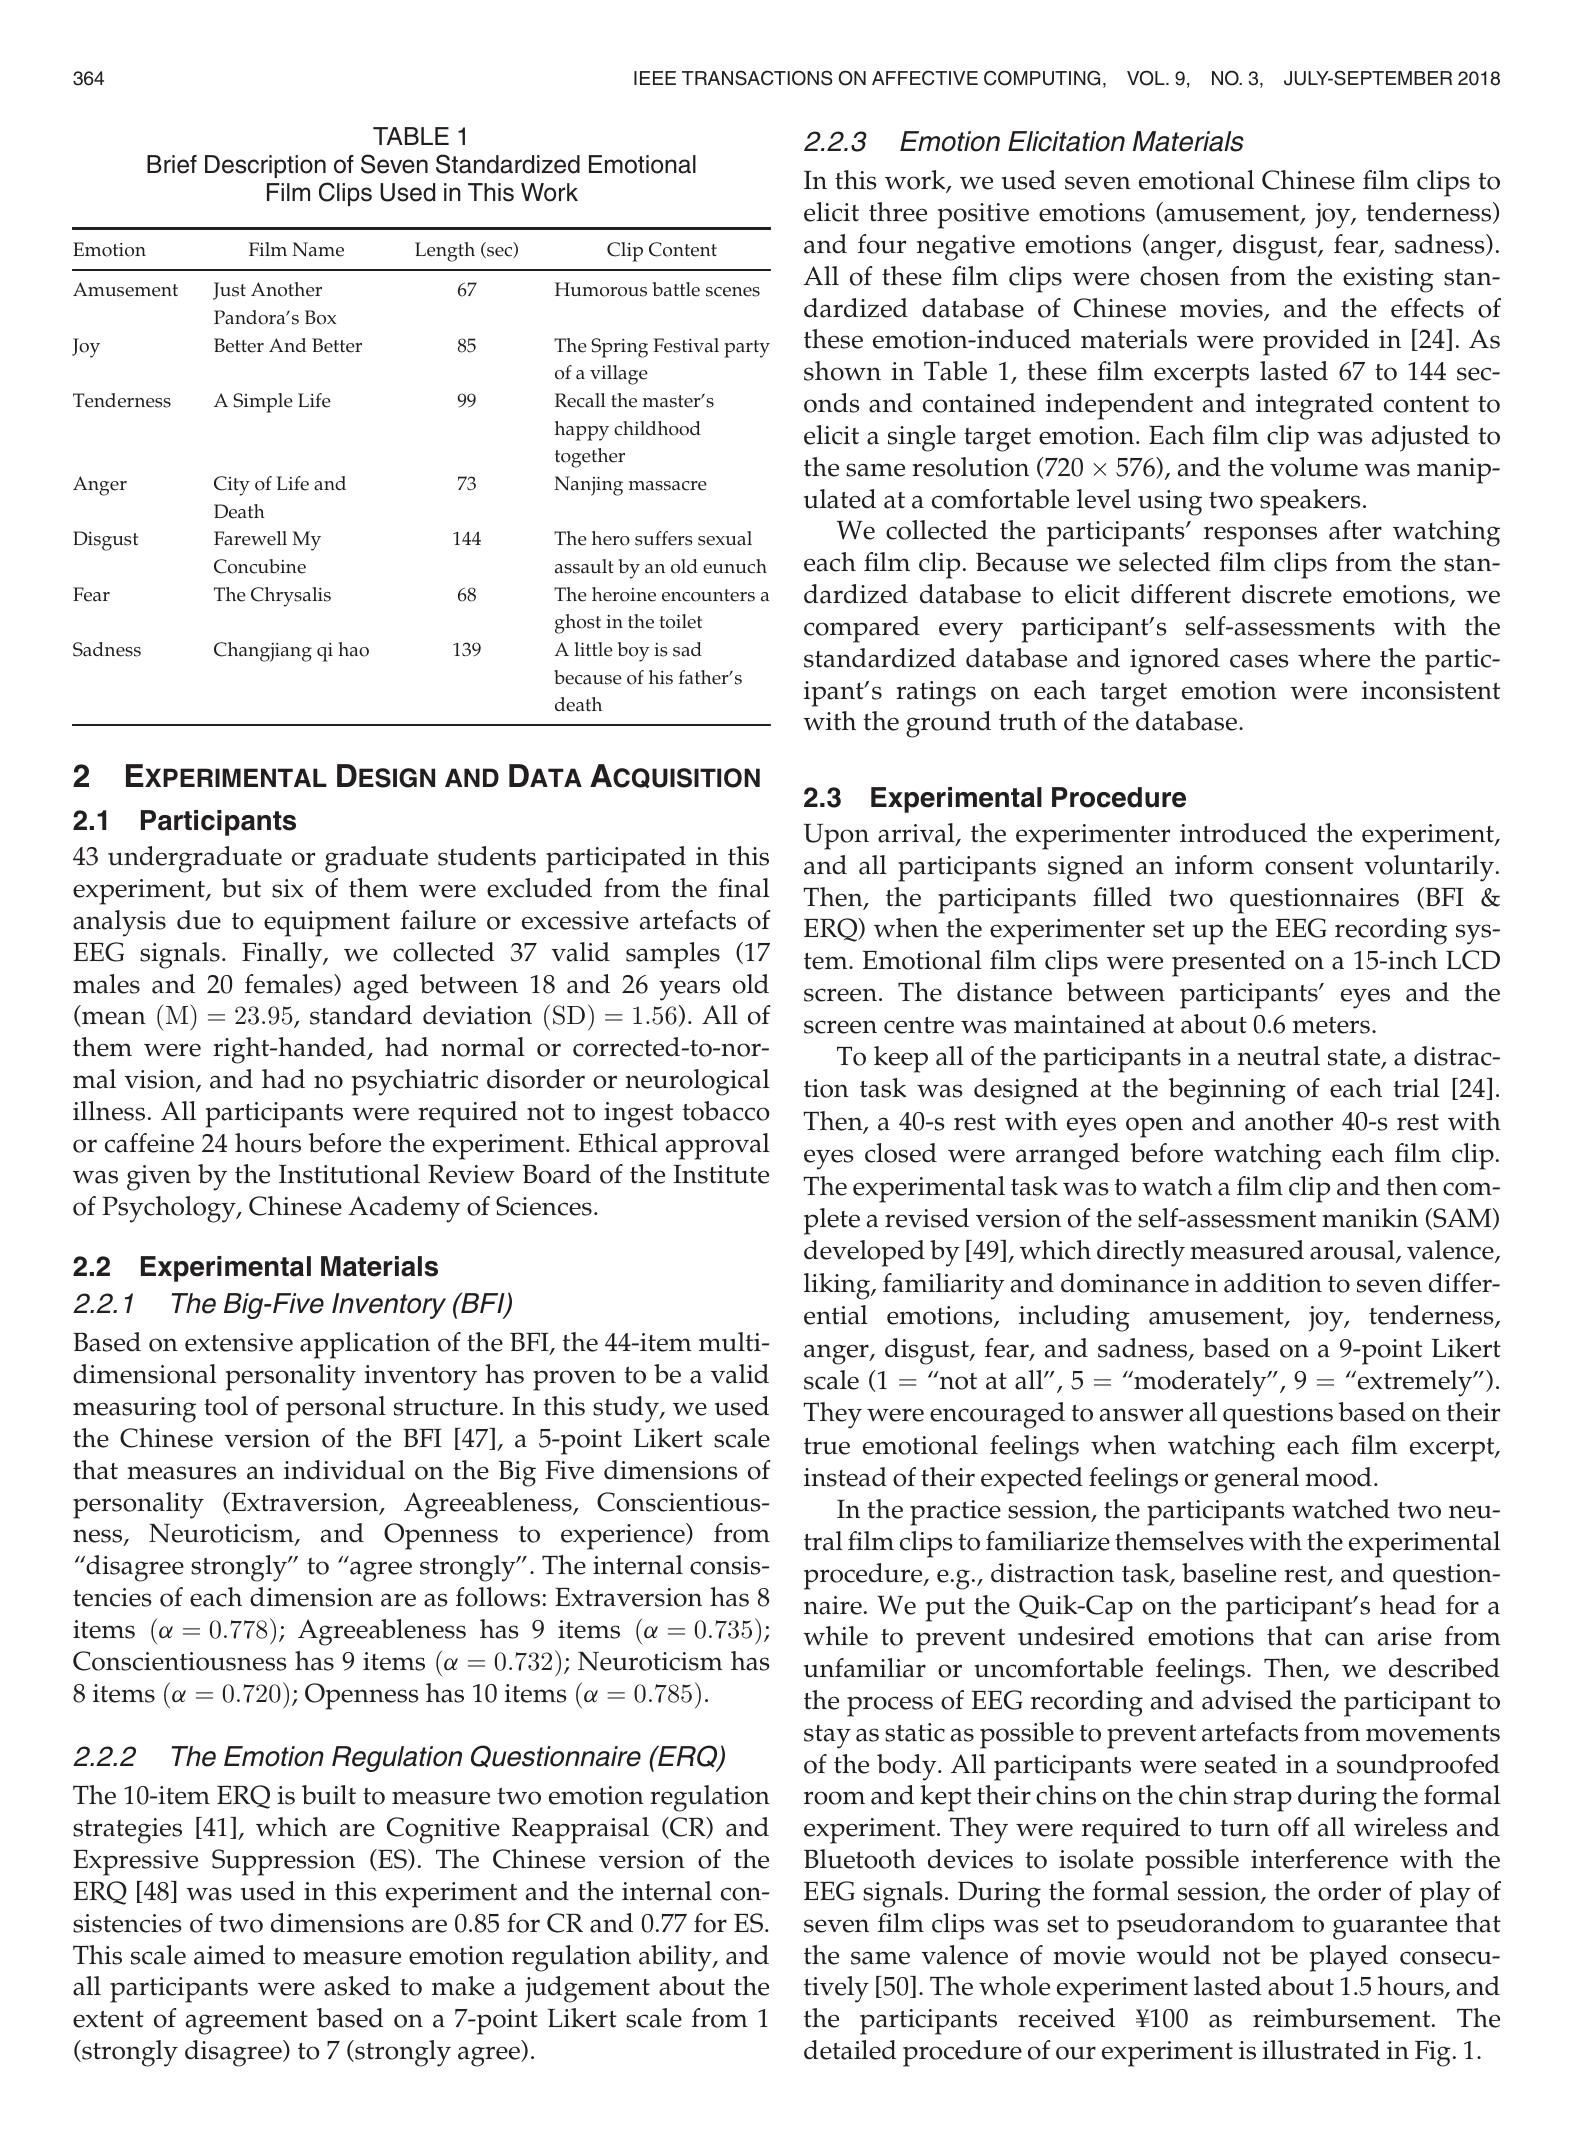 364
IEEE TRANSACTIONS ON AFFECTIVE COMPUTING, VOL. 9, NO. 3, JULY-SEPTEMBER 2018
TABLE 1
Brief Description of Seven Standardized Emotional
Film Clips Used in This Work
Emotion Film Name Length (sec) Clip Content
Amusement Just Another 67 Humorous battle scenes
Pandora's Box
Joy Better And Better 85 The Spring Festival party
of a village
Tenderness A Simple Life 99 Recall the master's
happy childhood
together
Anger City of Life and 73 Nanjing massacre
Death
Disgust Farewell My 144 The hero suffers sexual
Concubine assault by an old eunuch
Fear The Chrysalis 68 The heroine encounters a
ghost in the toilet
Sadness Changjiang qi hao 139 A little boy is sad
because of his father's
death
2 EXPERIMENTAL DESIGN AND DATA ACQUISITION
2.1 Participants
43 undergraduate or graduate students participated in this
experiment, but six of them were excluded from the final
analysis due to equipment failure or excessive artefacts of
EEG signals. Finally, we collected 37 valid samples (17
males and 20 females) aged between 18 and 26 years old
(mean (M) = 23.95, standard deviation (SD) = 1.56). All of
them were right-handed, had normal or corrected-to-nor-
mal vision, and had no psychiatric disorder or neurological
illness. All participants were required not to ingest tobacco
or caffeine 24 hours before the experiment. Ethical approval
was given by the Institutional Review Board of the Institute
of Psychology, Chinese Academy of Sciences.
2.2 Experimental Materials
2.2.1 The Big-Five Inventory (BFI)
Based on extensive application of the BFI, the 44-item multi-
dimensional personality inventory has proven to be a valid
measuring tool of personal structure. In this study, we used
the Chinese version of the BFI [47], a 5-point Likert scale
that measures an individual on the Big Five dimensions of
personality (Extraversion, Agreeableness, Conscientious-
ness, Neuroticism, and Openness to experience) from
"disagree strongly" to "agree strongly". The internal consis-
tencies of each dimension are as follows: Extraversion has 8
items (α = 0.778); Agreeableness has 9 items (α = 0.735);
Conscientiousness has 9 items (α = 0.732); Neuroticism has
8 items (α = 0.720); Openness has 10 items (α = 0.785).
2.2.2 The Emotion Regulation Questionnaire (ERQ)
The 10-item ERQ is built to measure two emotion regulation
strategies [41], which are Cognitive Reappraisal (CR) and
Expressive Suppression (ES). The Chinese version of the
ERQ [48] was used in this experiment and the internal con-
sistencies of two dimensions are 0.85 for CR and 0.77 for ES.
This scale aimed to measure emotion regulation ability, and
all participants were asked to make a judgement about the
extent of agreement based on a 7-point Likert scale from 1
(strongly disagree) to 7 (strongly agree).
2.2.3 Emotion Elicitation Materials
In this work, we used seven emotional Chinese film clips to
elicit three positive emotions (amusement, joy, tenderness)
and four negative emotions (anger, disgust, fear, sadness).
All of these film clips were chosen from the existing stan-
dardized database of Chinese movies, and the effects of
these emotion-induced materials were provided in [24]. As
shown in Table 1, these film excerpts lasted 67 to 144 sec-
onds and contained independent and integrated content to
elicit a single target emotion. Each film clip was adjusted to
the same resolution (720 × 576), and the volume was manip-
ulated at a comfortable level using two speakers.
We collected the participants' responses after watching
each film clip. Because we selected film clips from the stan-
dardized database to elicit different discrete emotions, we
compared every participant's self-assessments with the
standardized database and ignored cases where the partic-
ipant's ratings on each target emotion were inconsistent
with the ground truth of the database.
2.3 Experimental Procedure
Upon arrival, the experimenter introduced the experiment,
and all participants signed an inform consent voluntarily.
Then, the participants filled two questionnaires (BFI &
ERQ) when the experimenter set up the EEG recording sys-
tem. Emotional film clips were presented on a 15-inch LCD
screen. The distance between participants' eyes and the
screen centre was maintained at about 0.6 meters.
To keep all of the participants in a neutral state, a distrac-
tion task was designed at the beginning of each trial [24].
Then, a 40-s rest with eyes open and another 40-s rest with
eyes closed were arranged before watching each film clip.
The experimental task was to watch a film clip and then com-
plete a revised version of the self-assessment manikin (SAM)
developed by [49], which directly measured arousal, valence,
liking, familiarity and dominance in addition to seven differ-
ential emotions, including amusement, joy, tenderness,
anger, disgust, fear, and sadness, based on a 9-point Likert
scale (1 = "not at all", 5 = "moderately", 9 = "extremely").
They were encouraged to answer all questions based on their
true emotional feelings when watching each film excerpt,
instead of their expected feelings or general mood.
In the practice session, the participants watched two neu-
tral film clips to familiarize themselves with the experimental
procedure, e.g., distraction task, baseline rest, and question-
naire. We put the Quik-Cap on the participant's head for a
while to prevent undesired emotions that can arise from
unfamiliar or uncomfortable feelings. Then, we described
the process of EEG recording and advised the participant to
stay as static as possible to prevent artefacts from movements
of the body. All participants were seated in a soundproofed
room and kept their chins on the chin strap during the formal
experiment. They were required to turn off all wireless and
Bluetooth devices to isolate possible interference with the
EEG signals. During the formal session, the order of play of
seven film clips was set to pseudorandom to guarantee that
the same valence of movie would not be played consecu-
tively [50]. The whole experiment lasted about 1.5 hours, and
the participants received ¥100 as reimbursement. The
detailed procedure of our experiment is illustrated in Fig. 1.